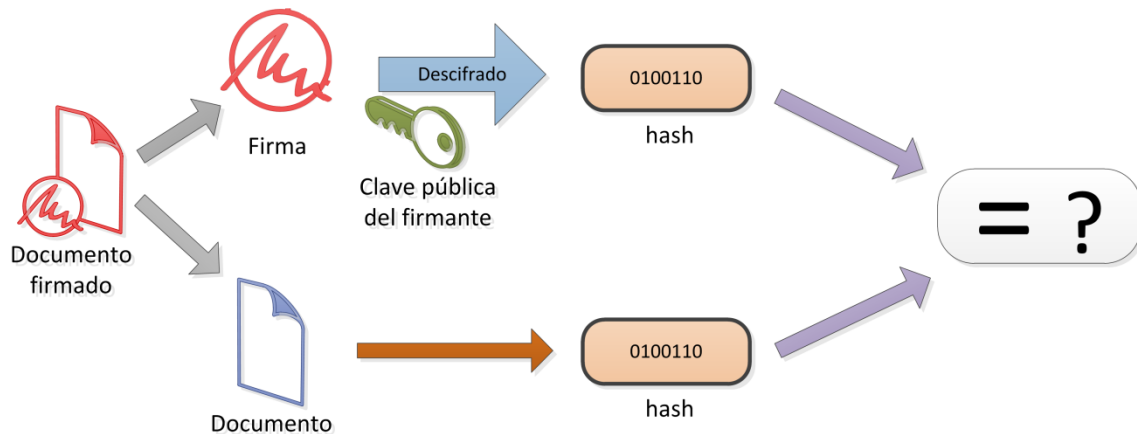 Documento
firmado
Firma
Descifrado
Clave pública
del firmante
0100110
hash
Documento
0100110
hash
= ?